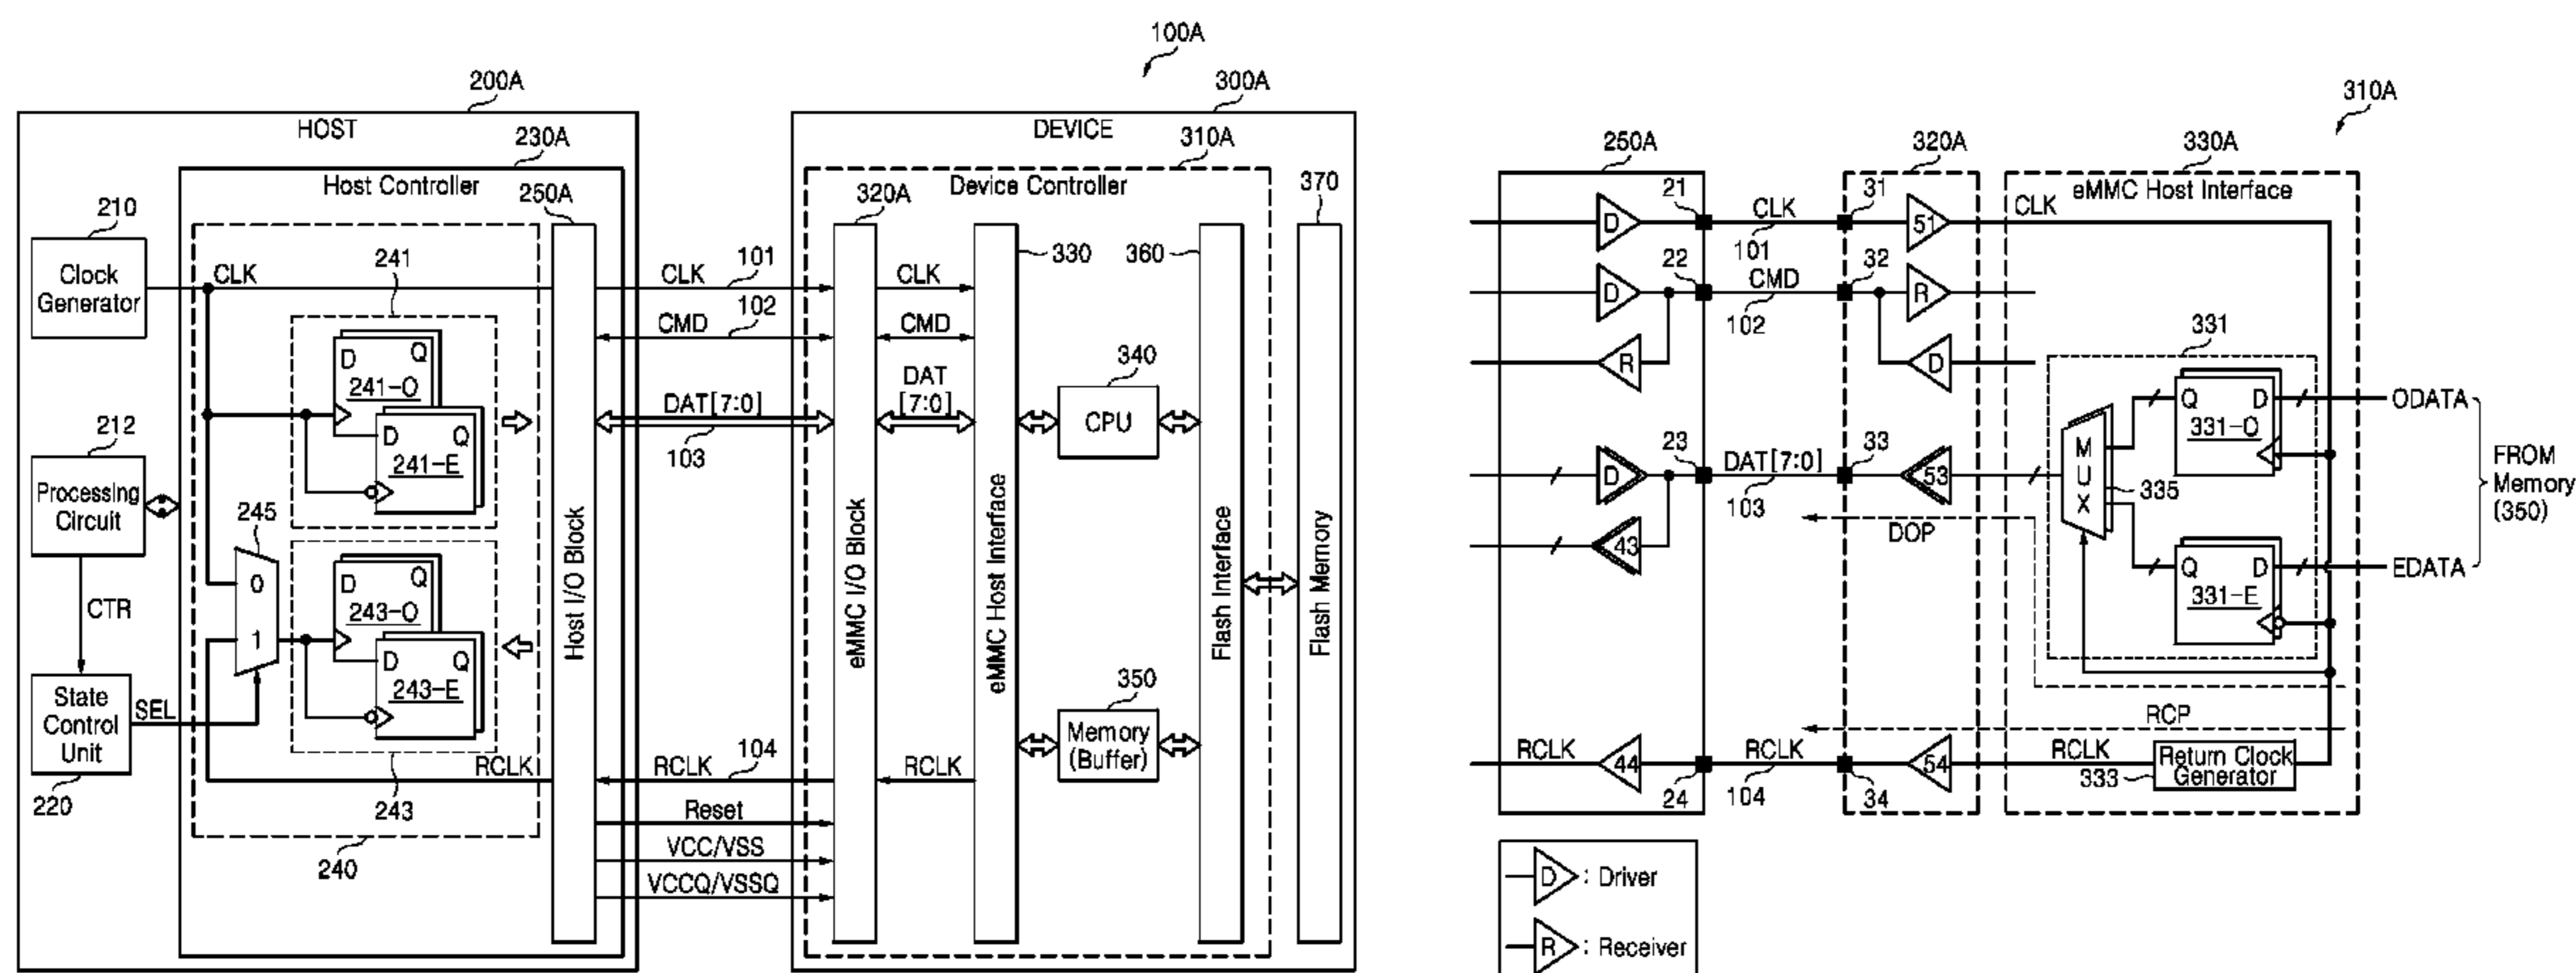 100A
200A
HOST
230A
Host Controller
250A
210
Clock
Generator
CLK
241
D
Q
241-O
D
Q
241-E
212
Processing
Circuit
245
0
1
CTR
D
Q
243-O
D
Q
243-E
State
Control
Unit
SEL
220
RCLK
243
240
Host I/O Block
CLK
101
CMD
102
DAT[7:0]
103
RCLK
104
Reset
VCC/VSS
VCCQ/VSSQ
300A
DEVICE
310A
Device Controller
320A
eMMC I/O Block
CLK
CMD
DAT
[7:0]
RCLK
eMMC Host Interface
330
360
340
CPU
350
Memory
(Buffer)
Flash Interface
370
Flash Memory
310A
250A
320A
330A
eMMC Host Interface
D
21
CLK
101
31
51
CLK
D
22
CMD
102
32
R
R
D
331
D
23
DAT[7:0]
103
33
53
43
MUX
335
Q
D
331-O
ODATA
Q
D
331-E
EDATA
FROM
Memory
(350)
DOP
RCP
RCLK
44
24
RCLK
104
34
54
RCLK
333
Return Clock
Generator
D : Driver
R : Receiver